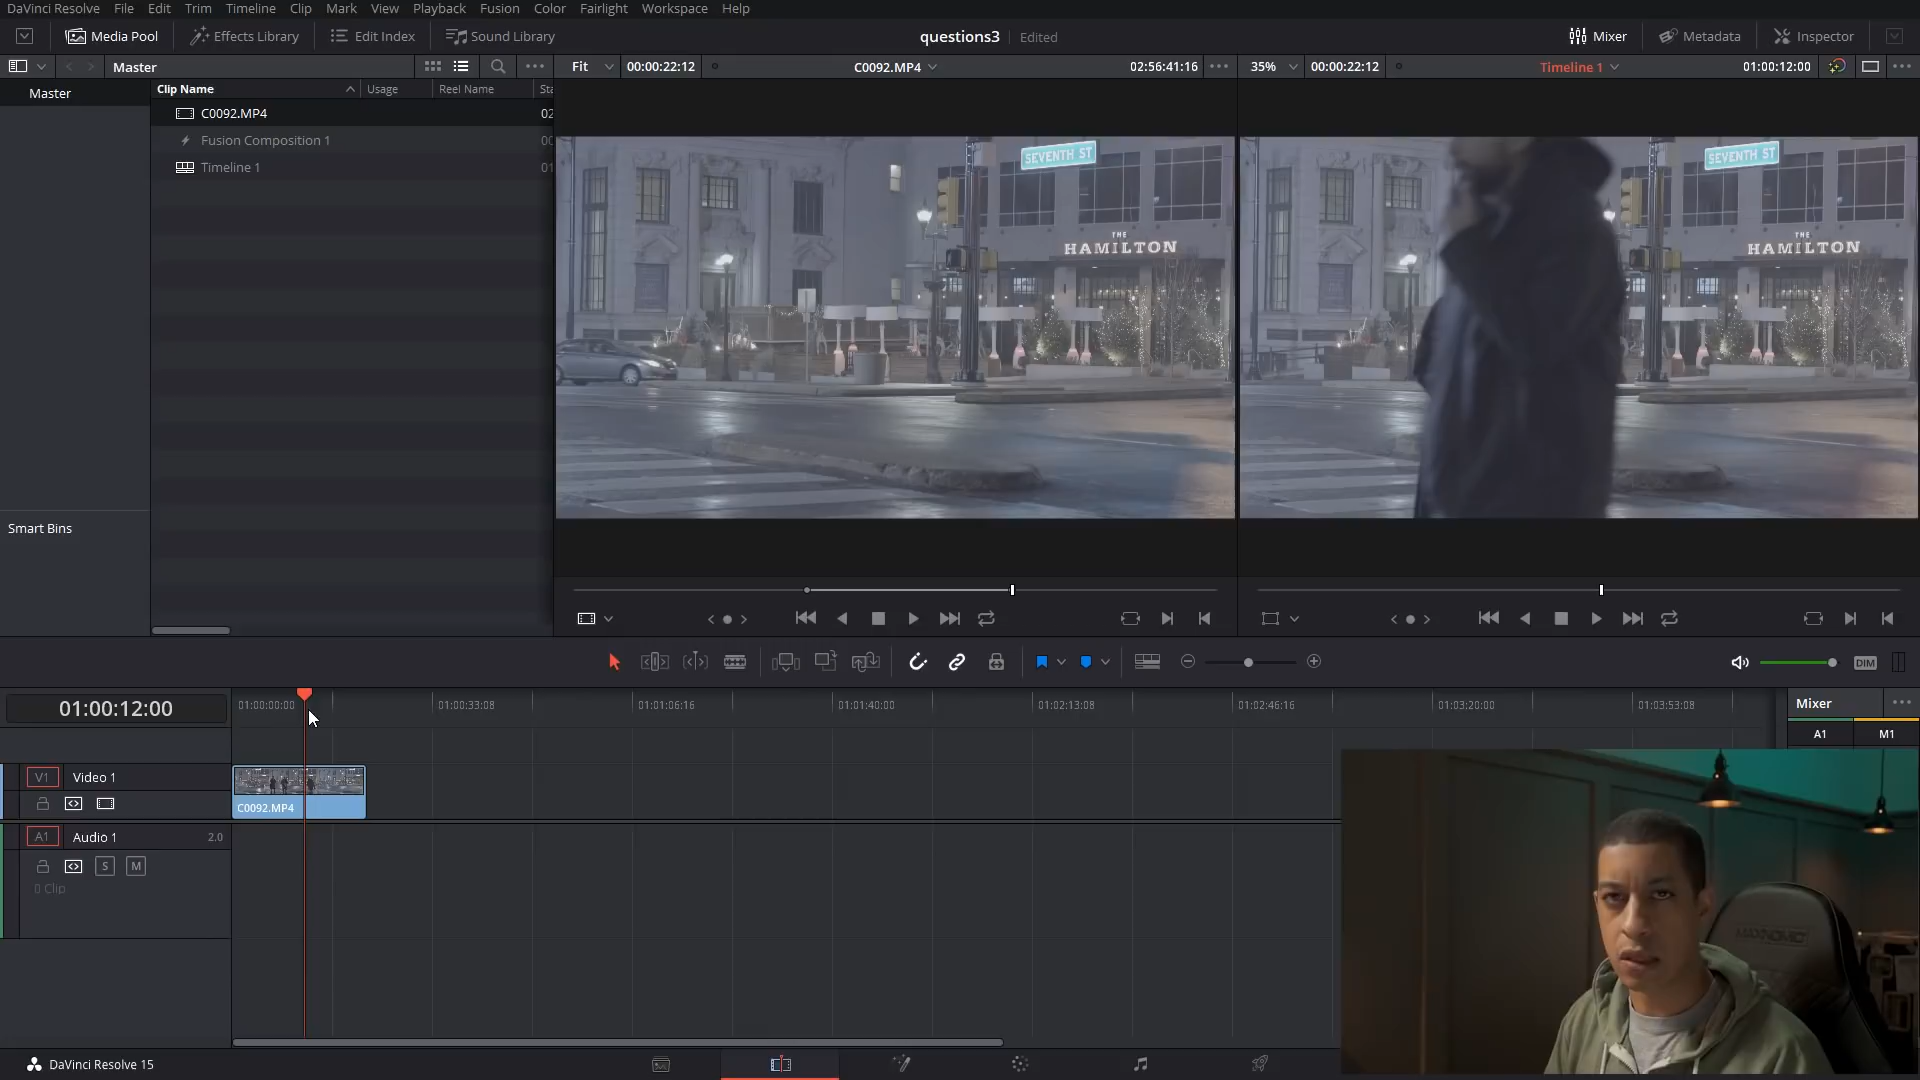 DaVinci Resolve File Edit Trim Timeline Clip Mark View Playback Fusion Color Fairlight Workspace Help
Media Pool Effects Library Edit Index Sound Library questions3 Edited Mixer Metadata Inspector
Master Fit 00:00:22:12 C0092.MP4 02:56:41:16 35% 00:00:22:12 Timeline 1 01:00:12:00
Master Clip Name Usage Reel Name Sta
C0092.MP4 02
Fusion Composition 1 00
Timeline 1 01
SEVENTH ST
THE
HAMILTON
SEVENTH ST
THE
HAMILTON
Smart Bins
DIM
01:00:12:00 01:00:00:00 01:00:33:08 01:01:06:16 01:01:40:00 01:02:13:08 01:02:46:16 01:03:20:00 01:03:53:08 Mixer
A1 M1
V1 Video 1
C0092.MP4
A1 Audio 1 2.0
S M
0 Clip
MAXNOMIC
DaVinci Resolve 15